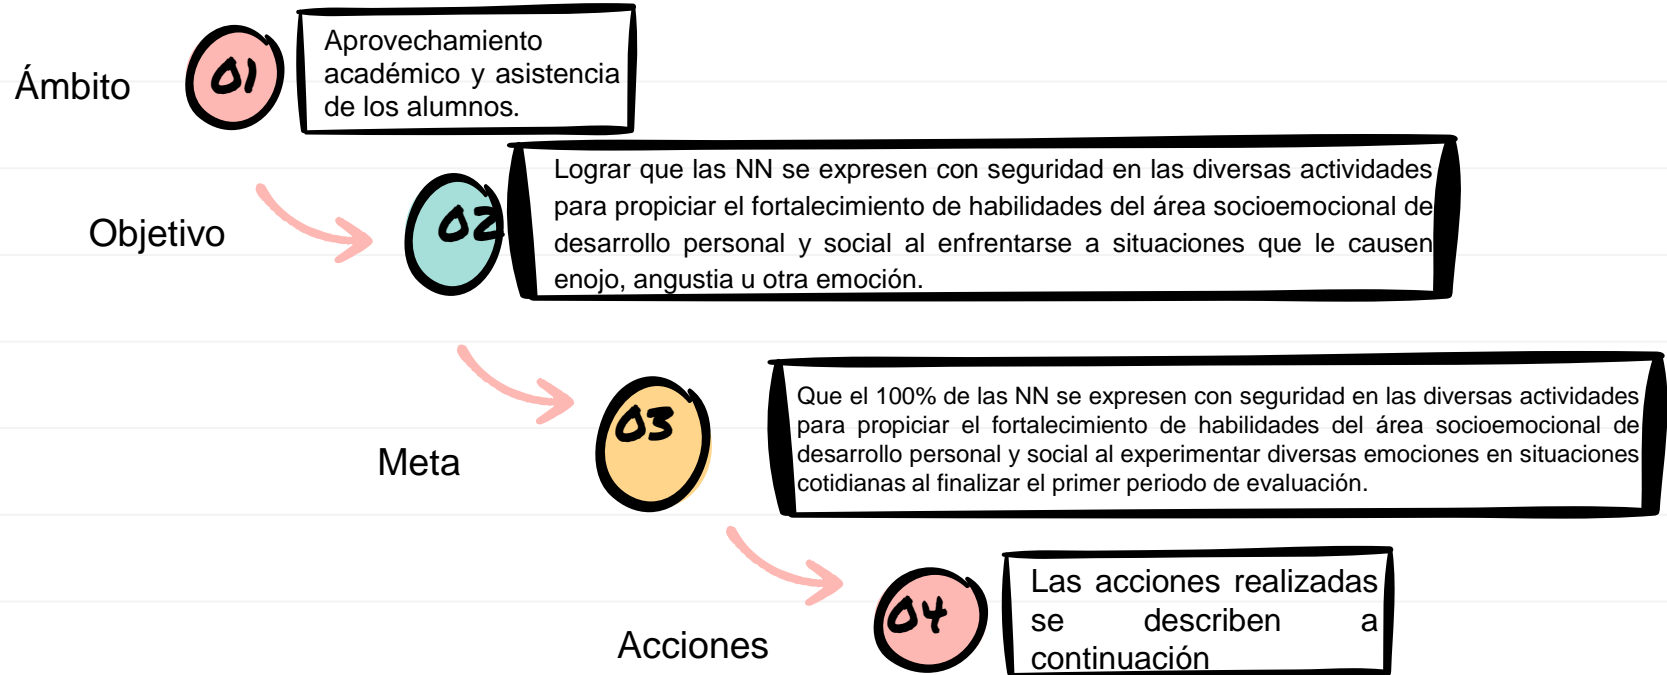 Ámbito
01
Aprovechamiento
académico y asistencia
de los alumnos.
Objetivo
02
Lograr que las NN se expresen con seguridad en las diversas actividades
para propiciar el fortalecimiento de habilidades del área socioemocional de
desarrollo personal y social al enfrentarse a situaciones que le causen
enojo, angustia u otra emoción.
Meta
03
Que el 100% de las NN se expresen con seguridad en las diversas actividades
para propiciar el fortalecimiento de habilidades del área socioemocional de
desarrollo personal y social al experimentar diversas emociones en situaciones
cotidianas al finalizar el primer periodo de evaluación.
Acciones
04
Las acciones realizadas
se describen a
continuación